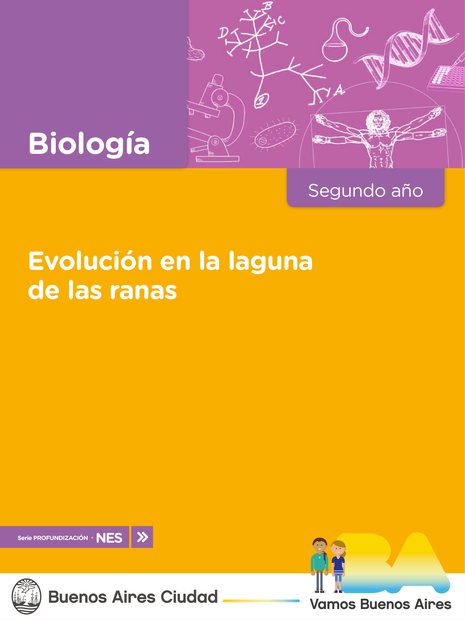 Biología
Segundo año
Evolución en la laguna
de las ranas
Serie PROFUNDIZACIÓN · NES
Buenos Aires Ciudad
BA
Vamos Buenos Aires